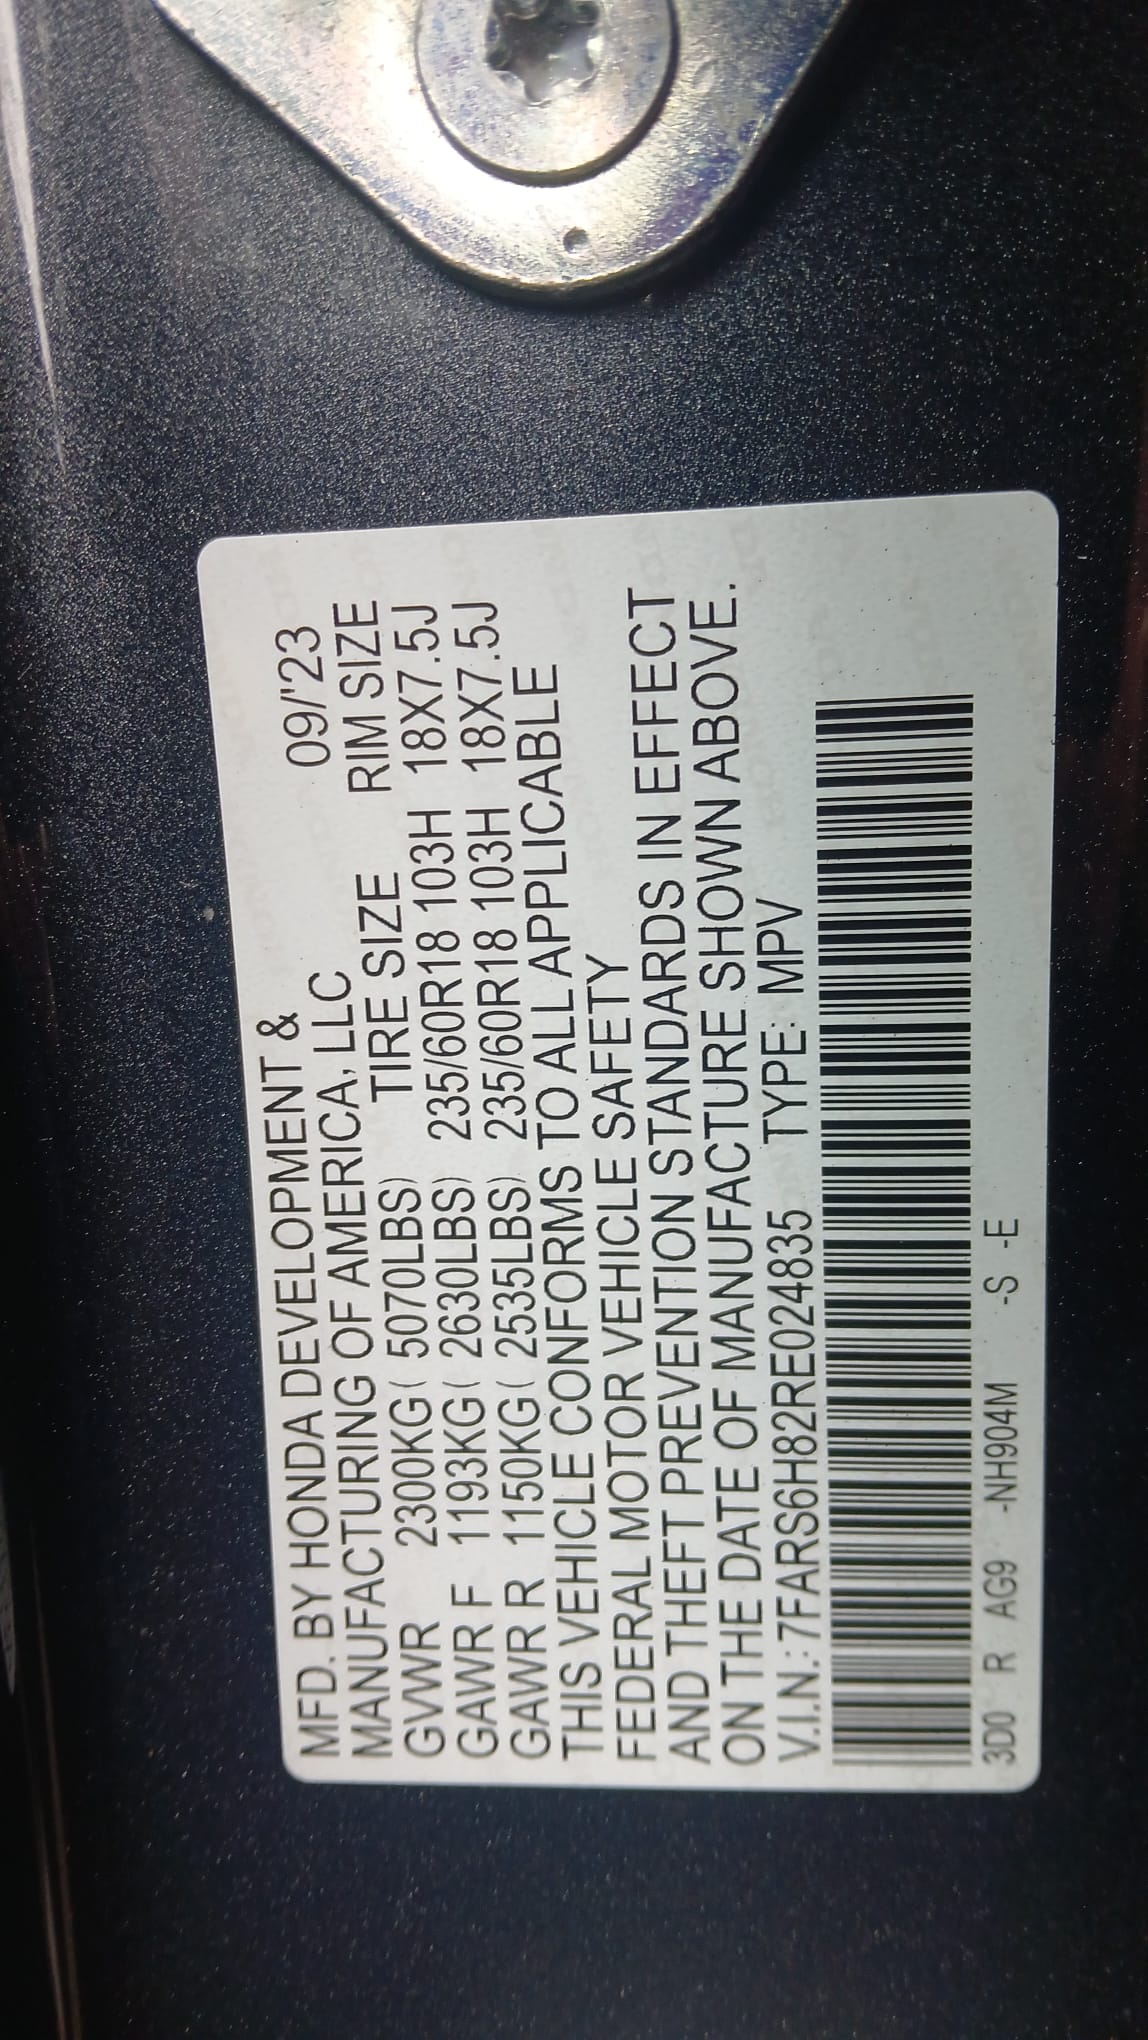 MFD. BY HONDA DEVELOPMENT &
MANUFACTURING OF AMERICA, LLC 09/'23
TIRE SIZE RIM SIZE
GVWR 2300KG( 5070LBS)
GAWR F 1193KG( 2630LBS) 235/60R18 103H 18X7.5J
GAWR R 1150KG( 2535LBS) 235/60R18 103H 18X7.5J
THIS VEHICLE CONFORMS TO ALL APPLICABLE
FEDERAL MOTOR VEHICLE SAFETY
AND THEFT PREVENTION STANDARDS IN EFFECT
ON THE DATE OF MANUFACTURE SHOWN ABOVE.
V.I.N.: 7FARS6H82RE024835 TYPE: MPV
3D0 R AG9 -NH904M -S -E